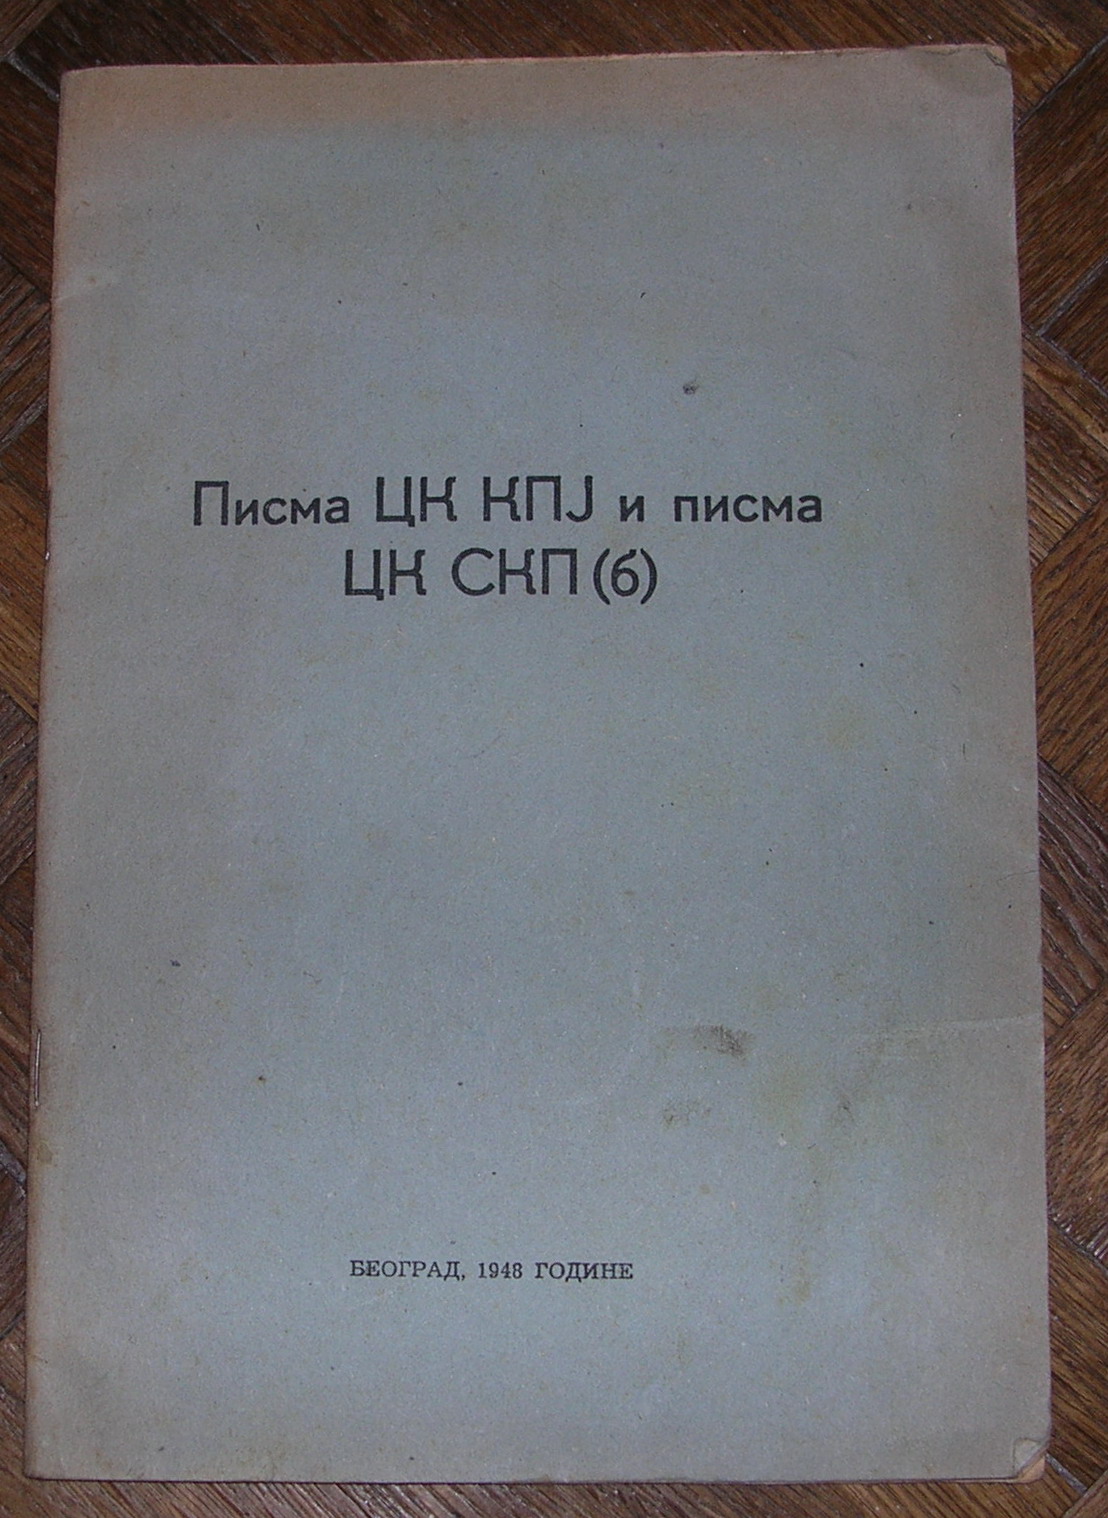 Писма ЦК КПЈ и писма
ЦК СКП(б)
БЕОГРАД, 1948 ГОДИНЕ